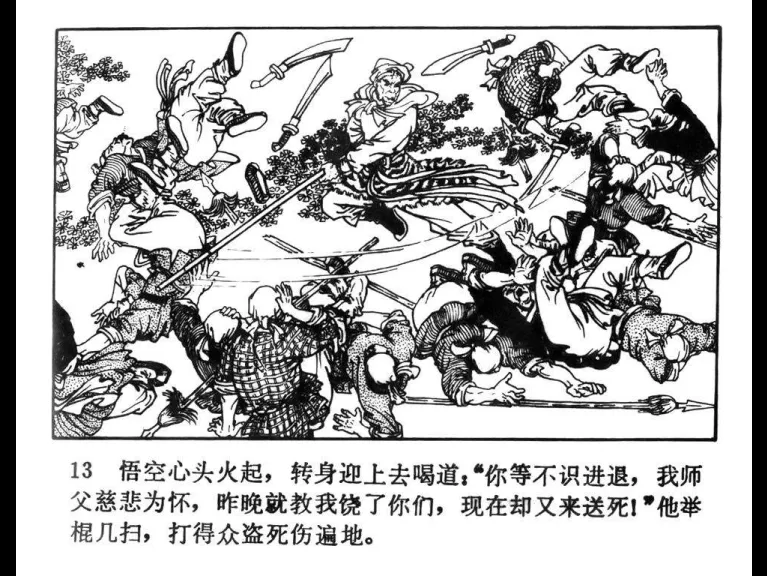 13 悟空心头火起，转身迎上去喝道：“你等不识进退，我师
父慈悲为怀，昨晚就教我饶了你们，现在却又来送死！”他举
棍几扫，打得众盗死伤遍地。